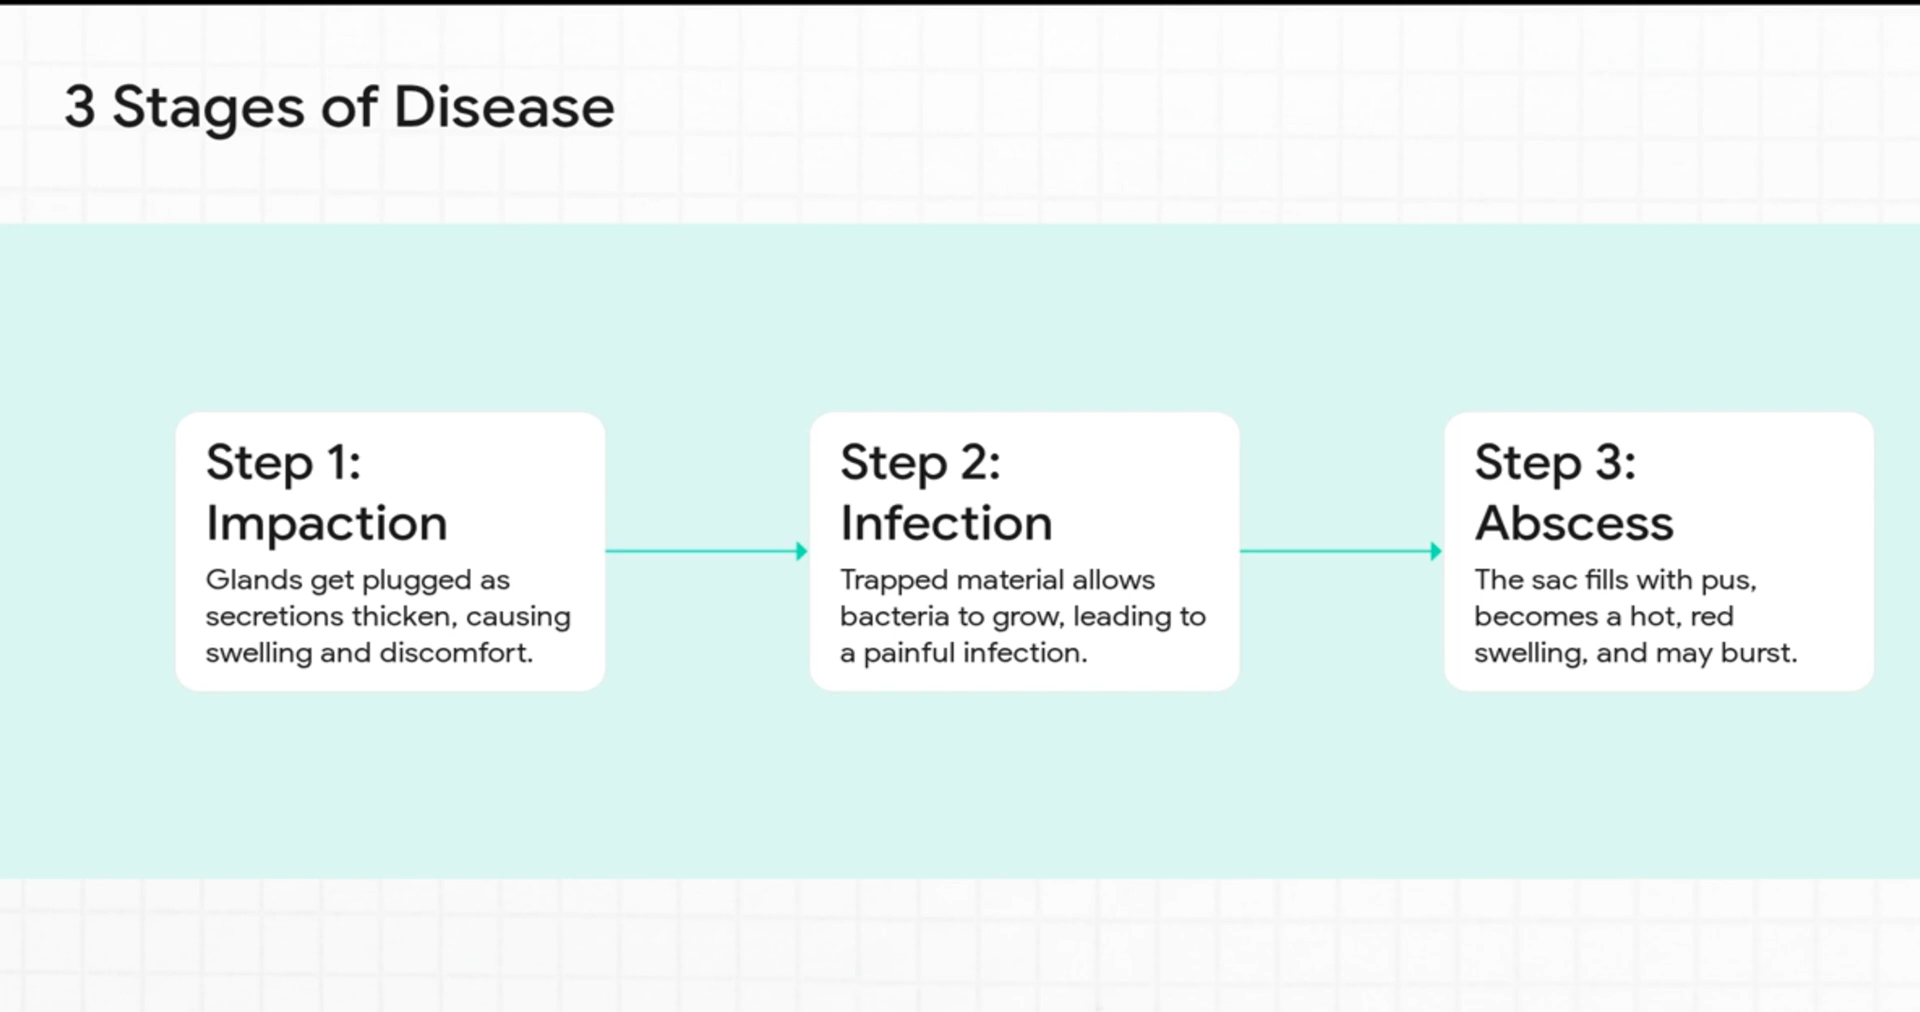 3 Stages of Disease
Step 1:
Impaction
Glands get plugged as
secretions thicken, causing
swelling and discomfort.
Step 2:
Infection
Trapped material allows
bacteria to grow, leading to
a painful infection.
Step 3:
Abscess
The sac fills with pus,
becomes a hot, red
swelling, and may burst.